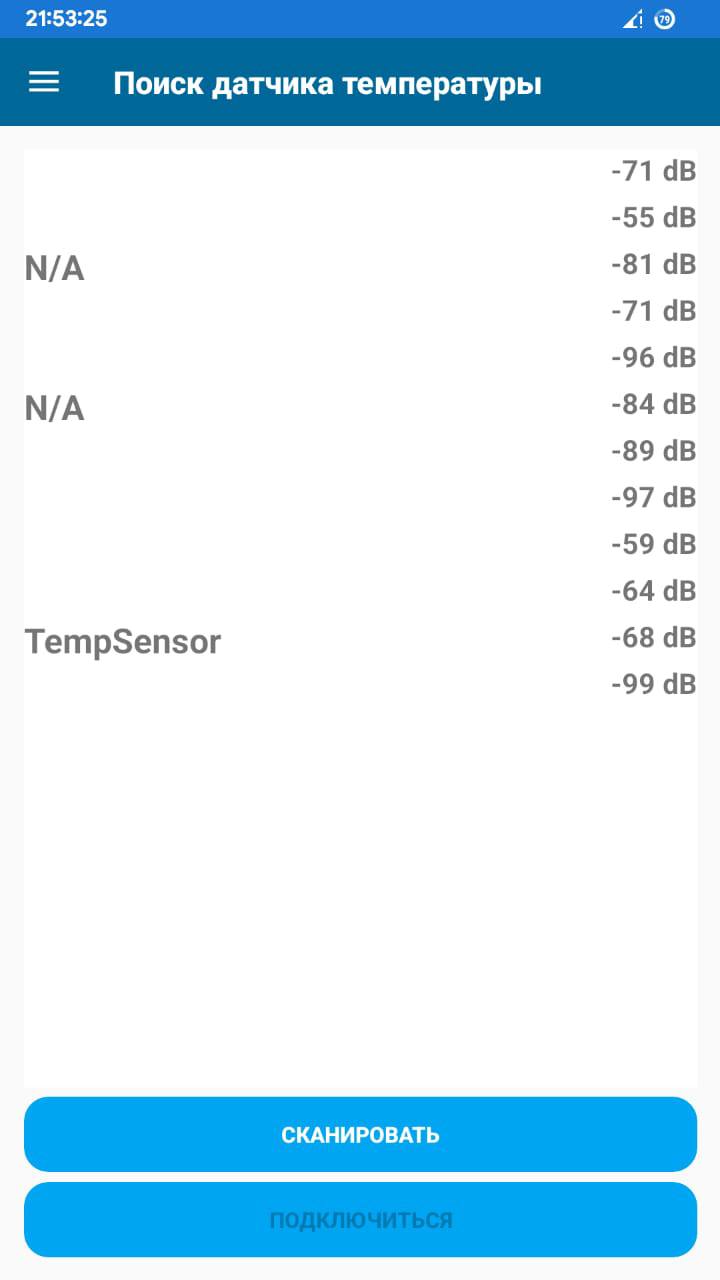 21:53:25
79
Поиск датчика температуры
-71 dB
-55 dB
N/A -81 dB
-71 dB
-96 dB
N/A -84 dB
-89 dB
-97 dB
-59 dB
-64 dB
TempSensor -68 dB
-99 dB
СКАНИРОВАТЬ
ПОДКЛЮЧИТЬСЯ